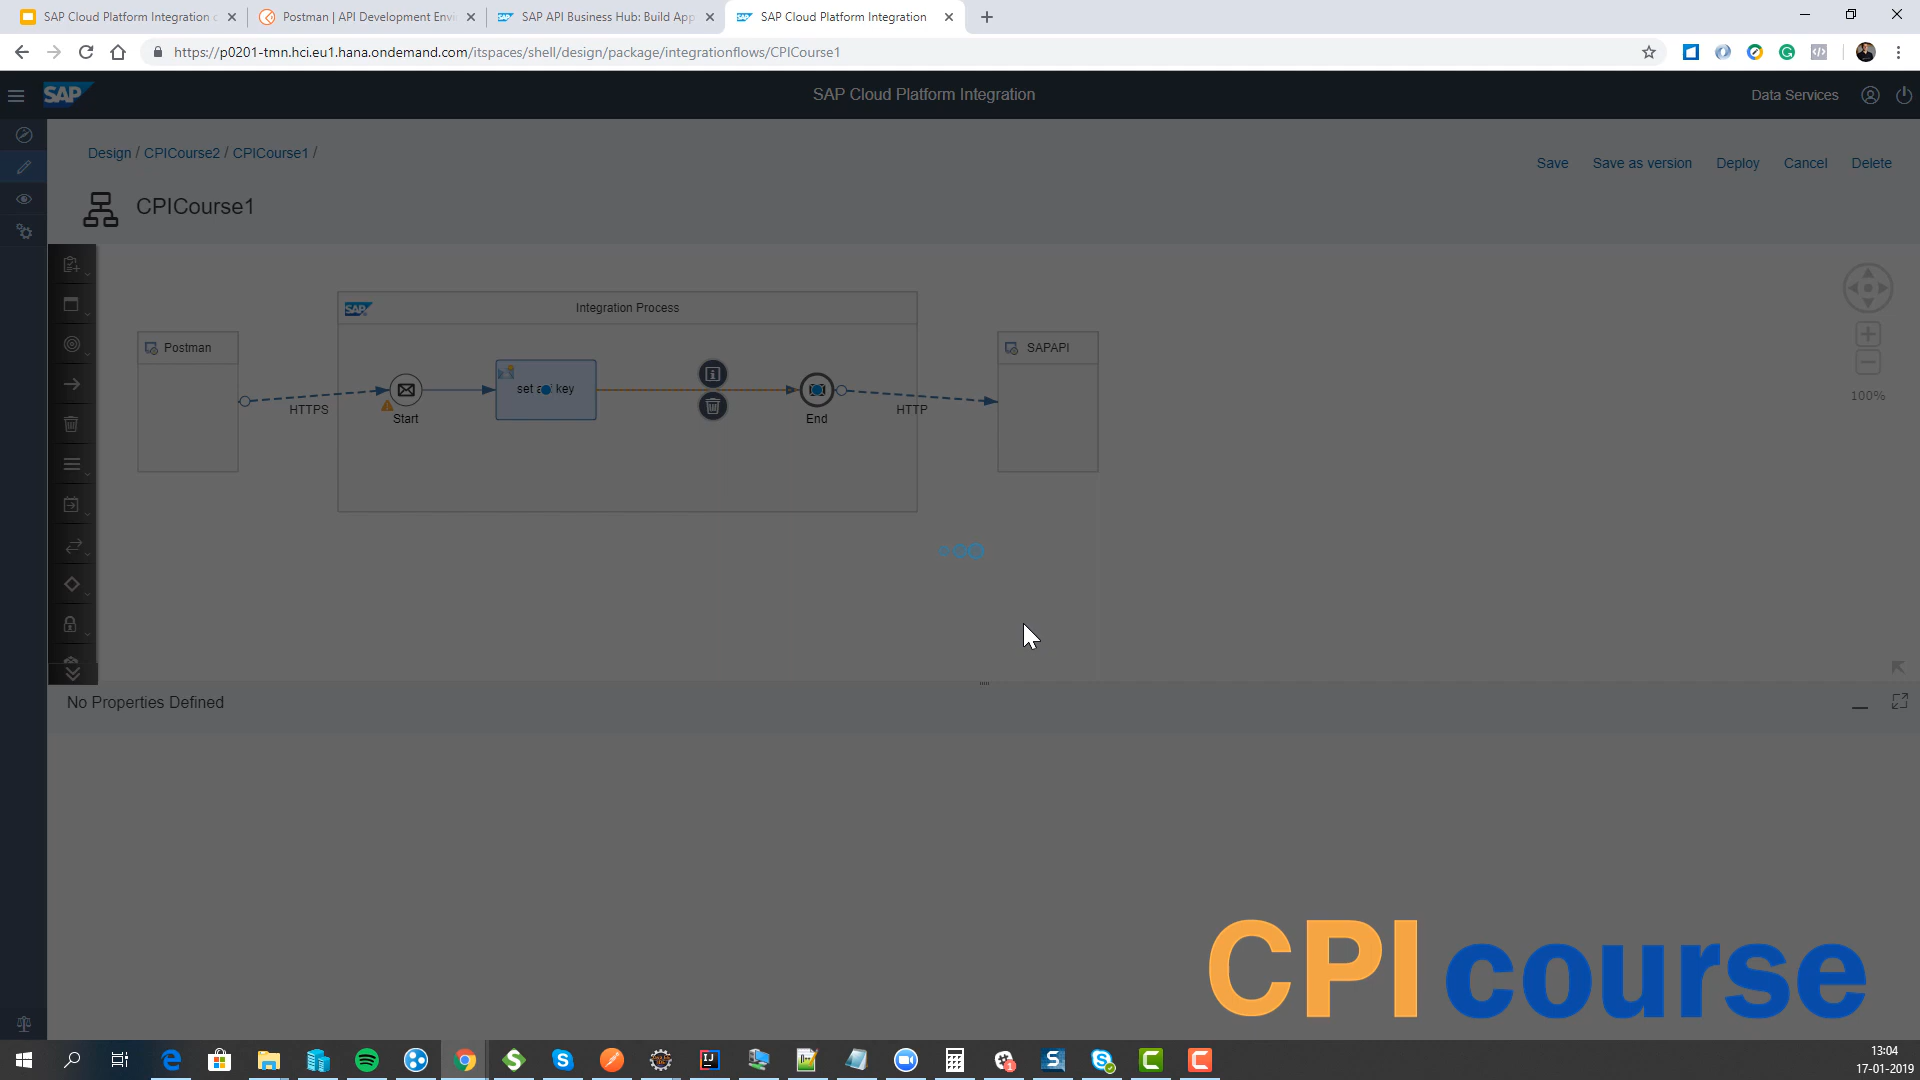 SAP Cloud Platform Integration c
Postman | API Development Envi
SAP API Business Hub: Build App
SAP Cloud Platform Integration
https://p0201-tmn.hci.eu1.hana.ondemand.com/itspaces/shell/design/package/integrationflows/CPICourse1
SAP
SAP Cloud Platform Integration
Data Services
Design / CPICourse2 / CPICourse1 /
Save
Save as version
Deploy
Cancel
Delete
CPICourse1
SAP
Integration Process
Postman
SAPAPI
set a i key
HTTPS
Start
End
HTTP
100%
No Properties Defined
CPI course
13:04
17-01-2019